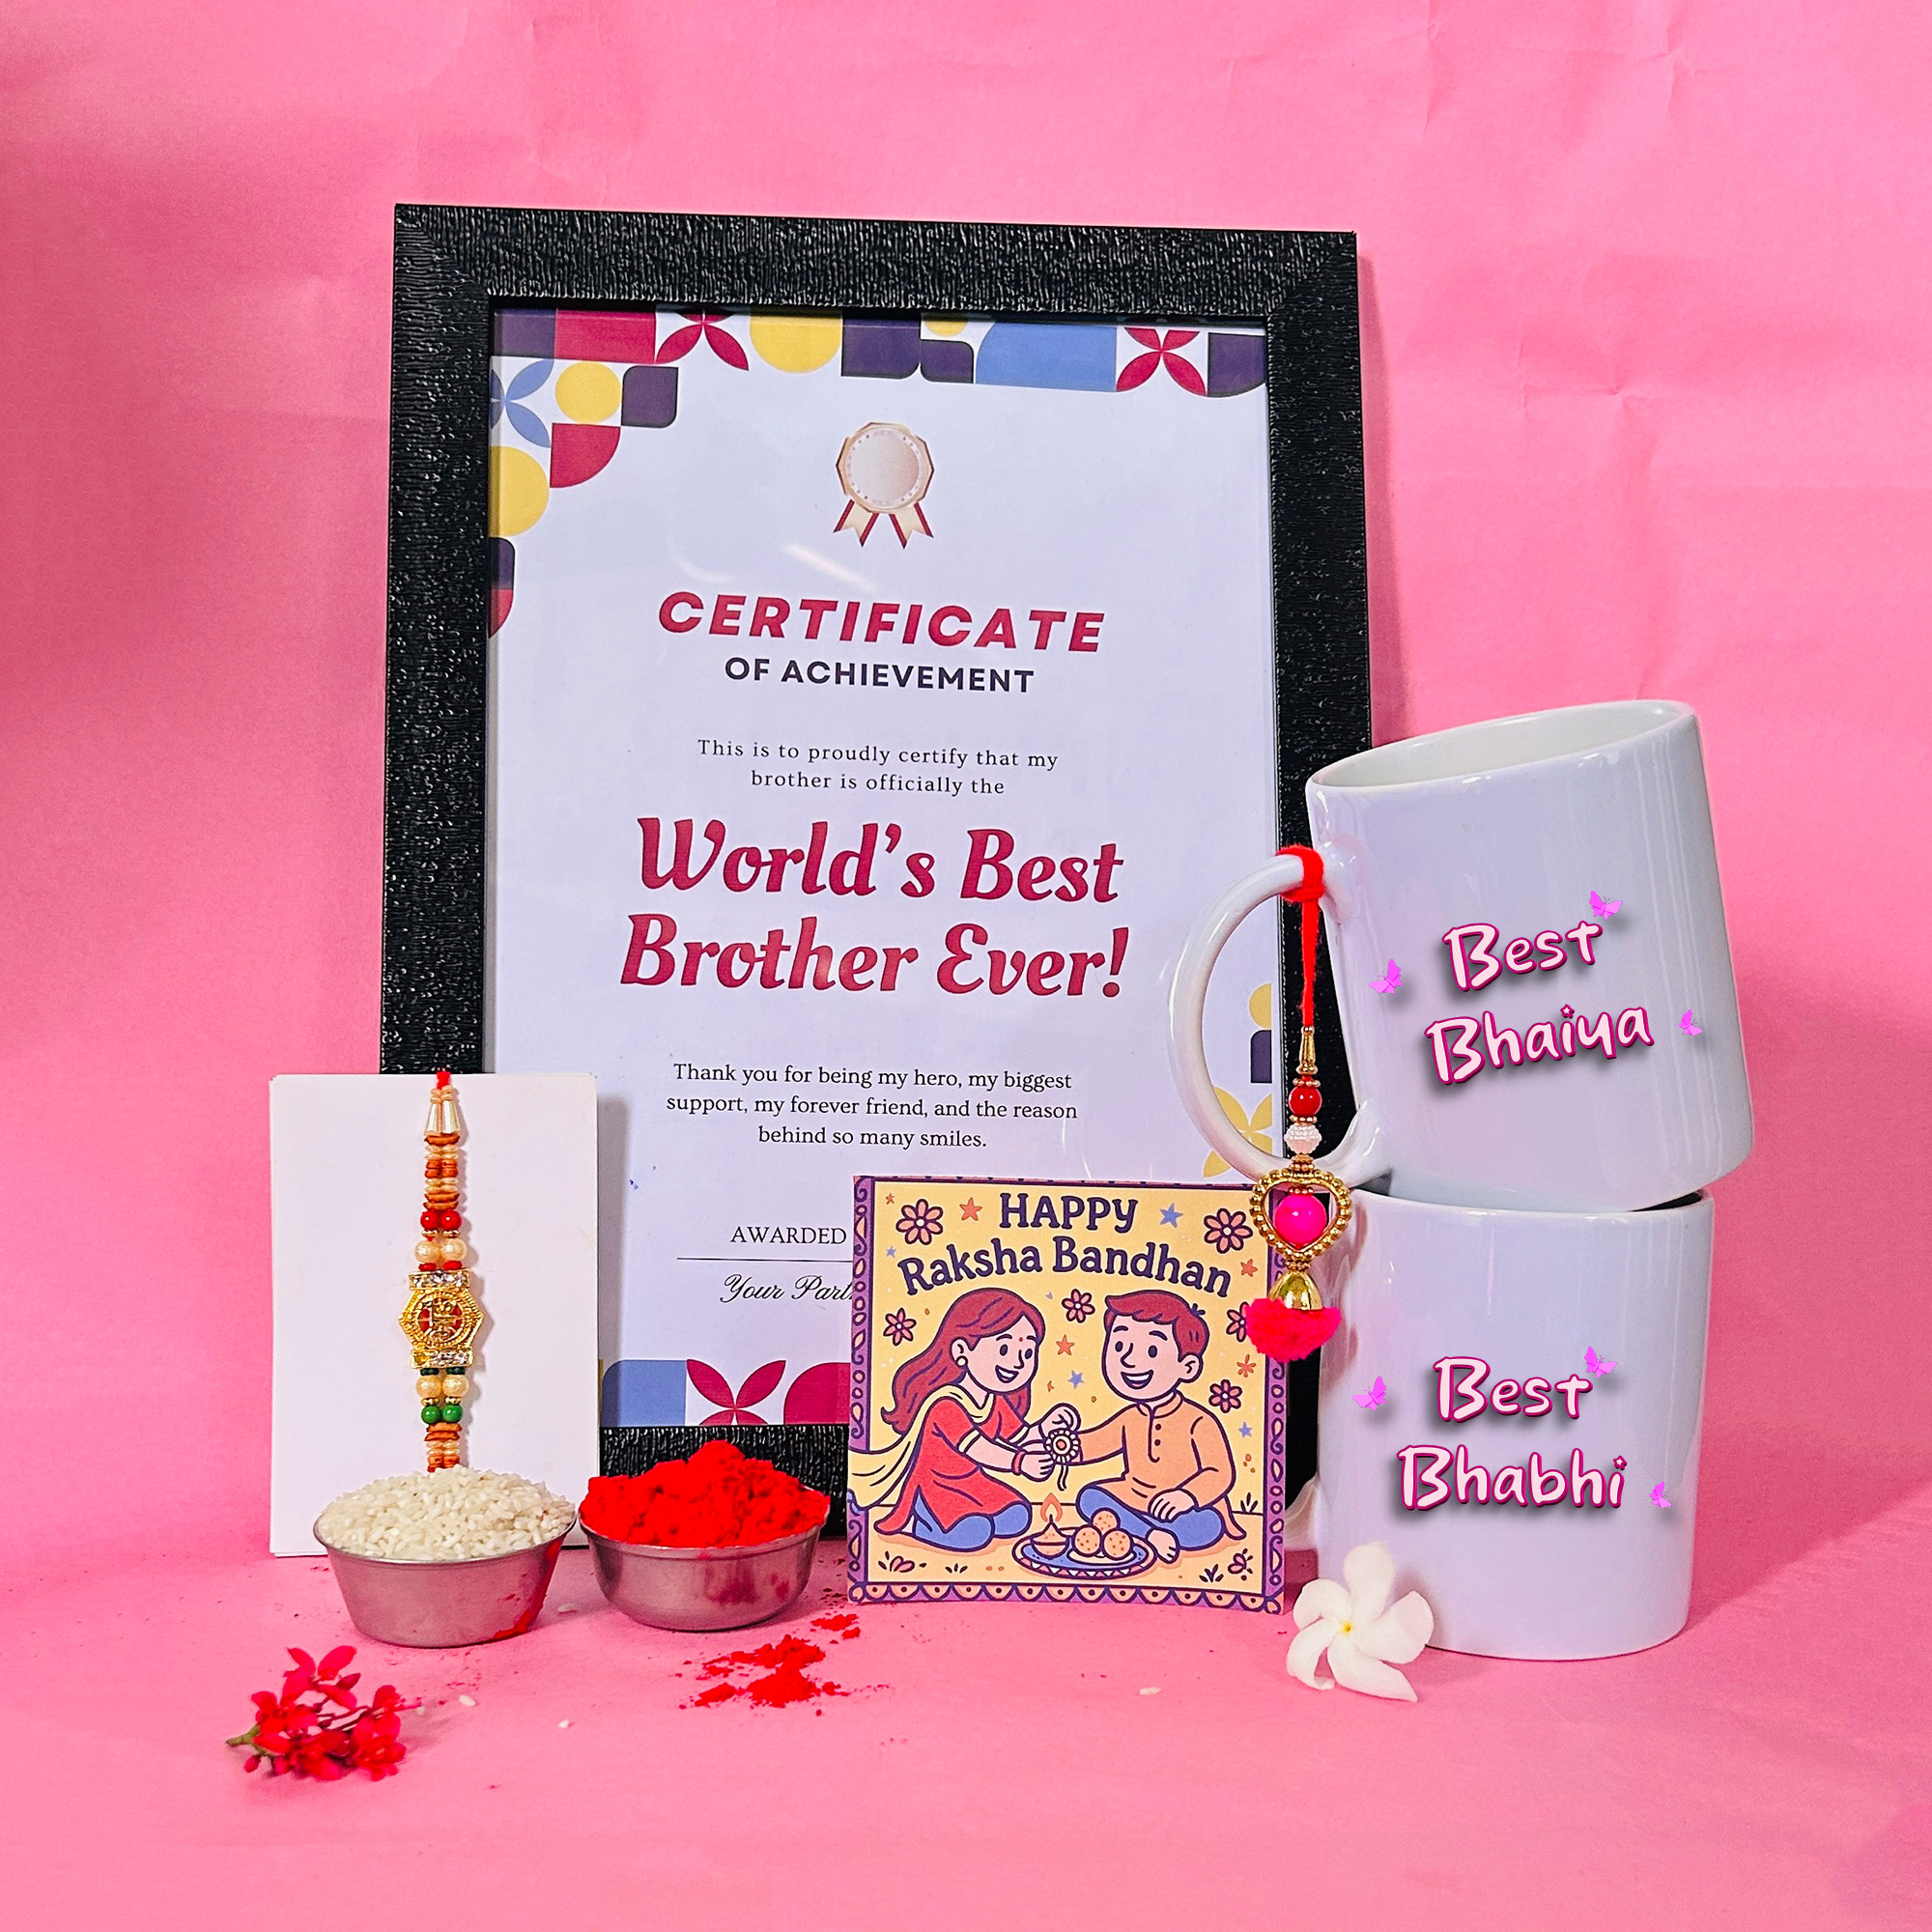 CERTIFICATE
OF ACHIEVEMENT
This is to proudly certify that my
brother is officially the
World's Best
Brother Ever!
Thank you for being my hero, my biggest
support, my forever friend, and the reason
behind so many smiles.
AWARDED
Your
HAPPY
Raksha Bandhan
Best
Bhaiya
Best
Bhabhi